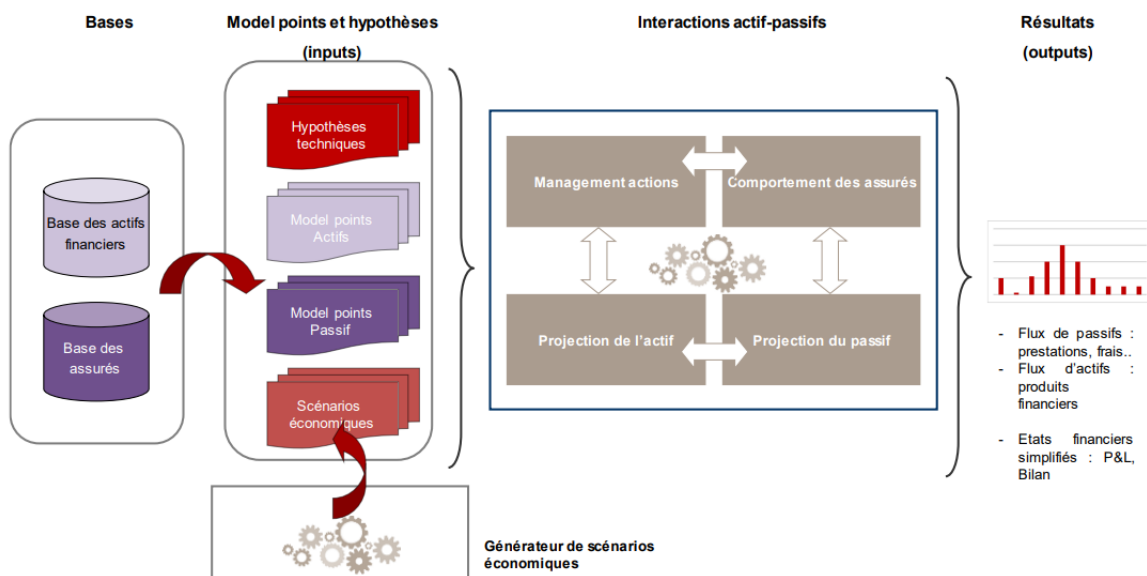 Bases
Model points et hypothèses
(inputs)
Interactions actif-passifs
Résultats
(outputs)
Base des actifs
financiers
Base des
assurés
Hypothèses
techniques
Model points
Actifs
Model points
Passif
Scénarios
économiques
Management actions
Comportement des assurés
Projection de l'actif
Projection du passif
- Flux de passifs :
prestations, frais..
- Flux d'actifs :
produits
financiers
- Etats financiers
simplifiés : P&L,
Bilan
Générateur de scénarios
économiques